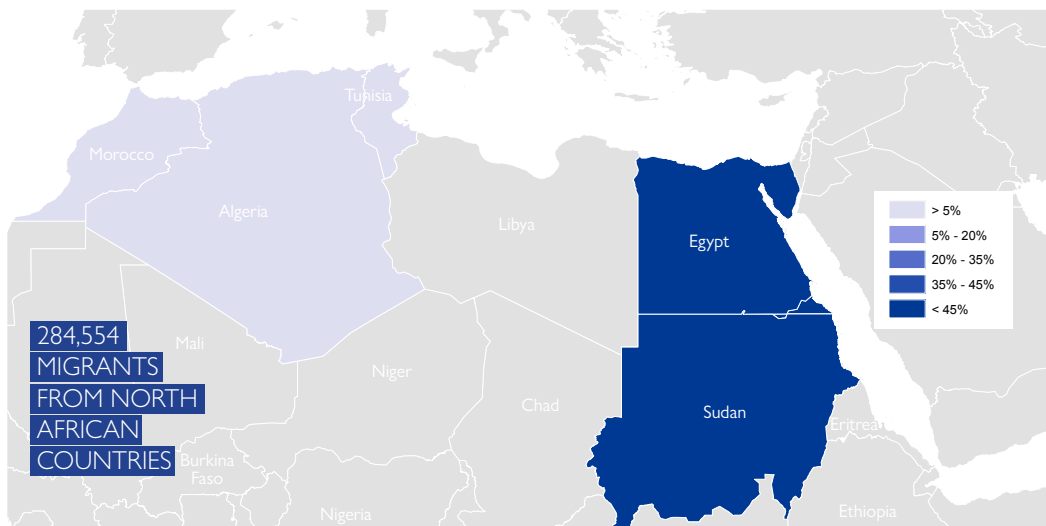 Tunisia
Morocco
Algeria
Libya
Egypt
> 5%
5% - 20%
20% - 35%
35% - 45%
< 45%
284,554
MIGRANTS
FROM NORTH
AFRICAN
COUNTRIES
Mali
Niger
Chad
Sudan
Eritrea
Burkina
Faso
Nigeria
Ethiopia